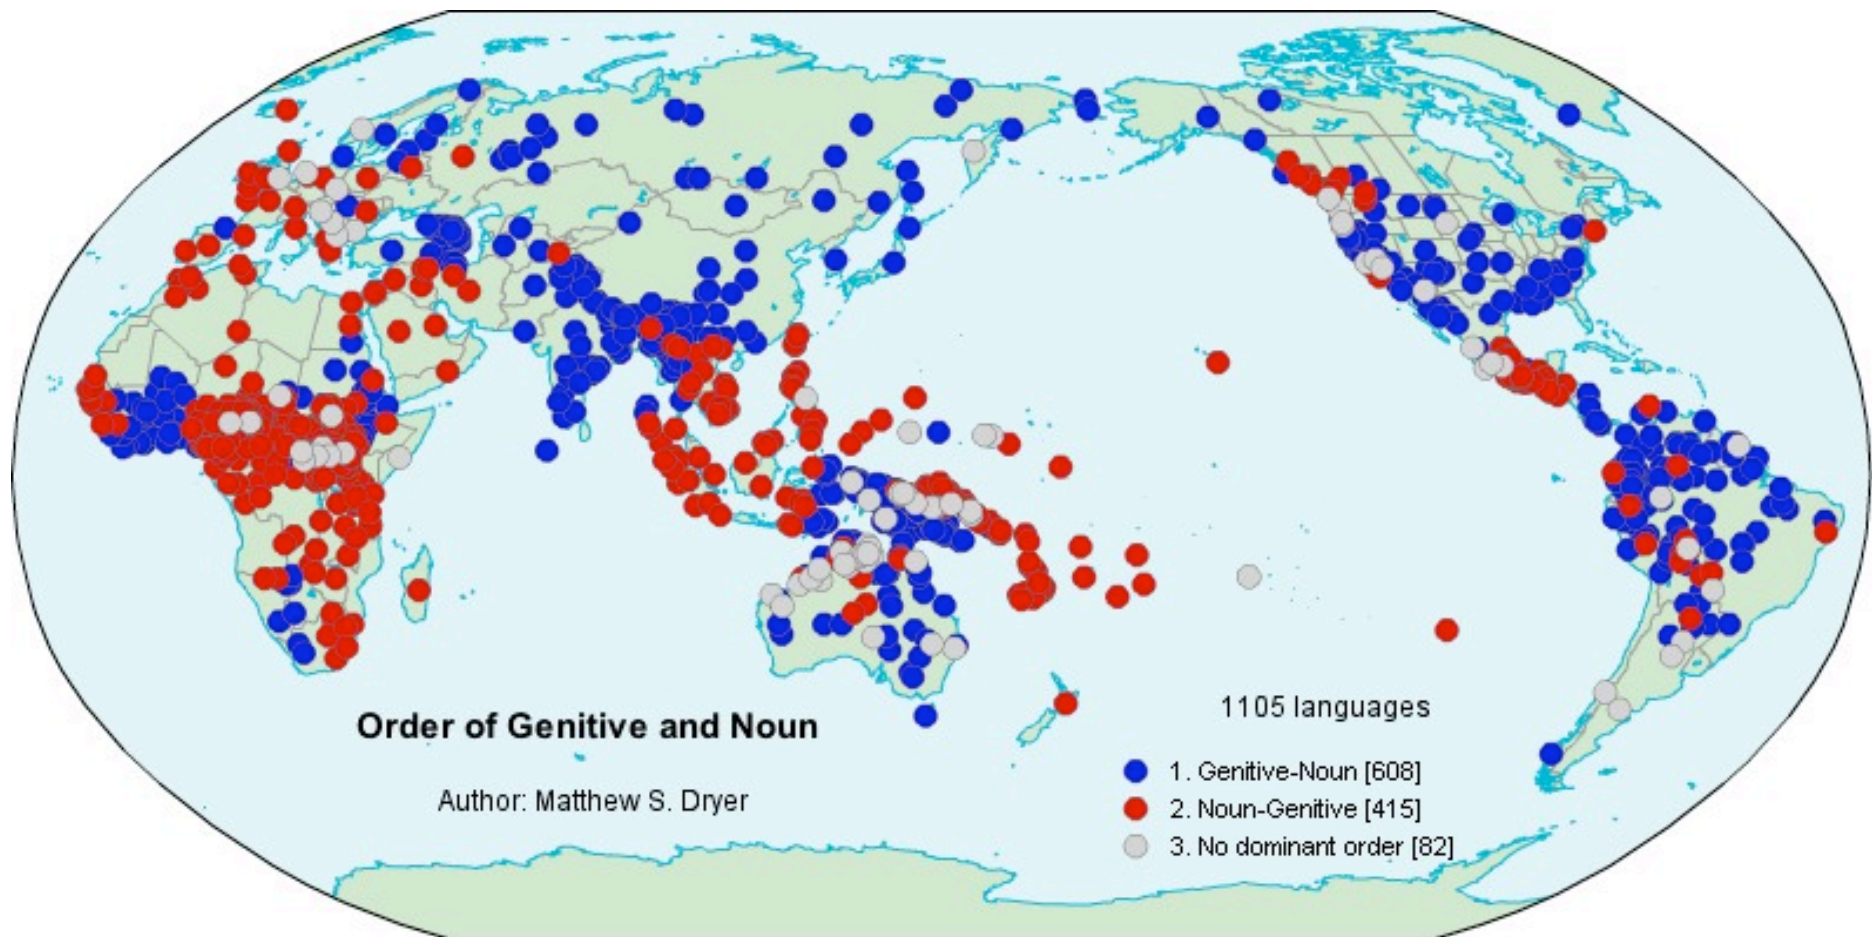 Order of Genitive and Noun
Author: Matthew S. Dryer
1105 languages
1. Genitive-Noun [608]
2. Noun-Genitive [415]
3. No dominant order [82]